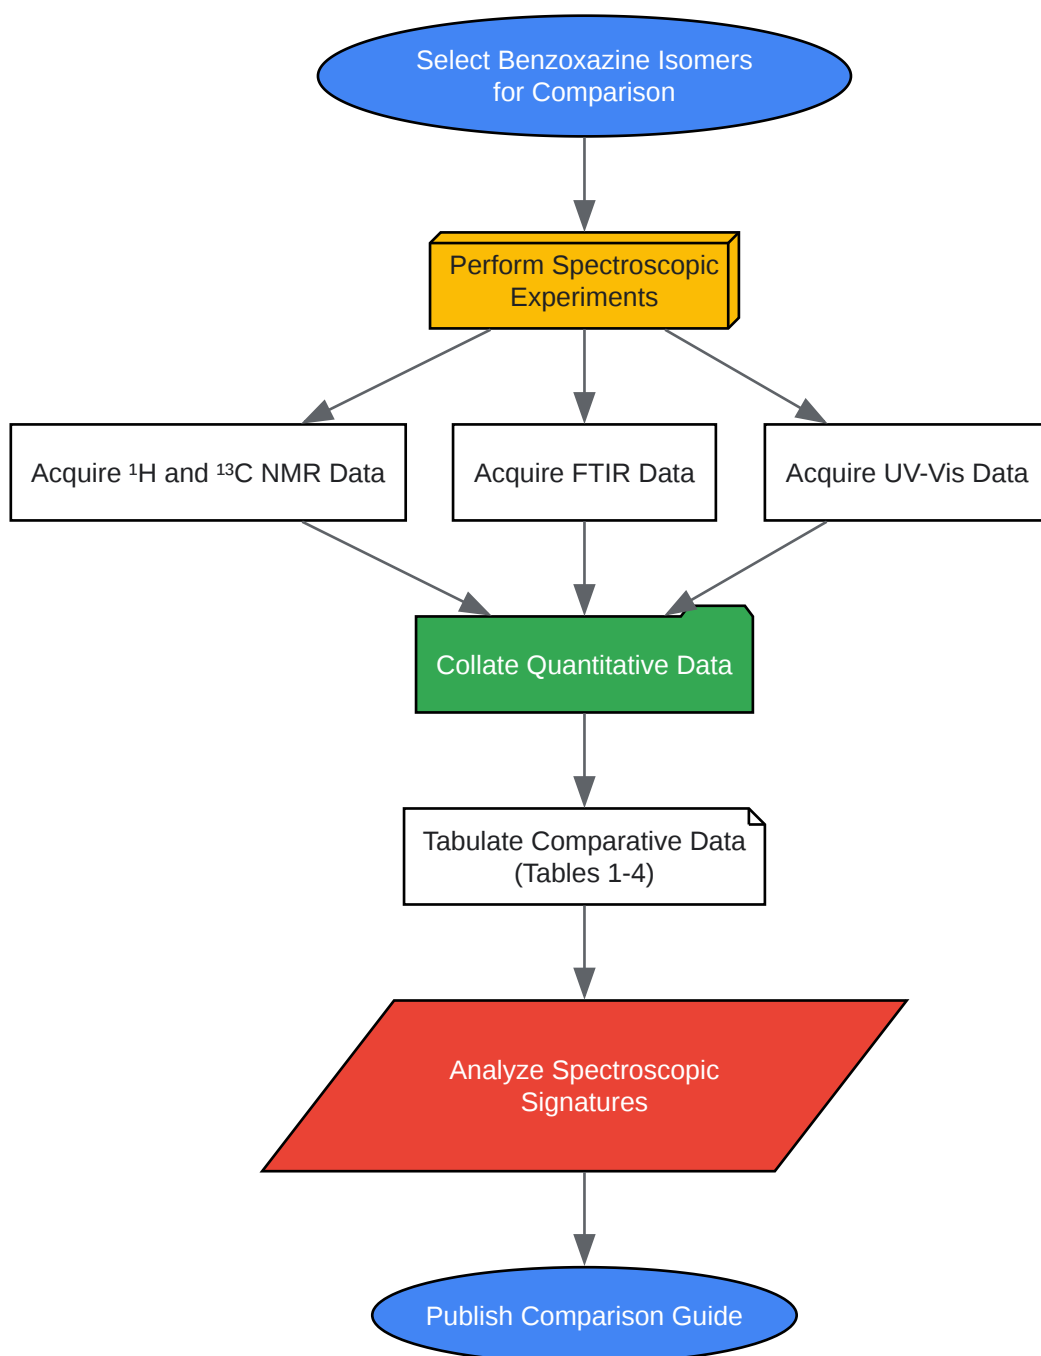 Select Benzoxazine Isomers
for Comparison
Perform Spectroscopic
Experiments
Acquire ¹H and ¹³C NMR Data
Acquire FTIR Data
Acquire UV-Vis Data
Collate Quantitative Data
Tabulate Comparative Data
(Tables 1-4)
Analyze Spectroscopic
Signatures
Publish Comparison Guide